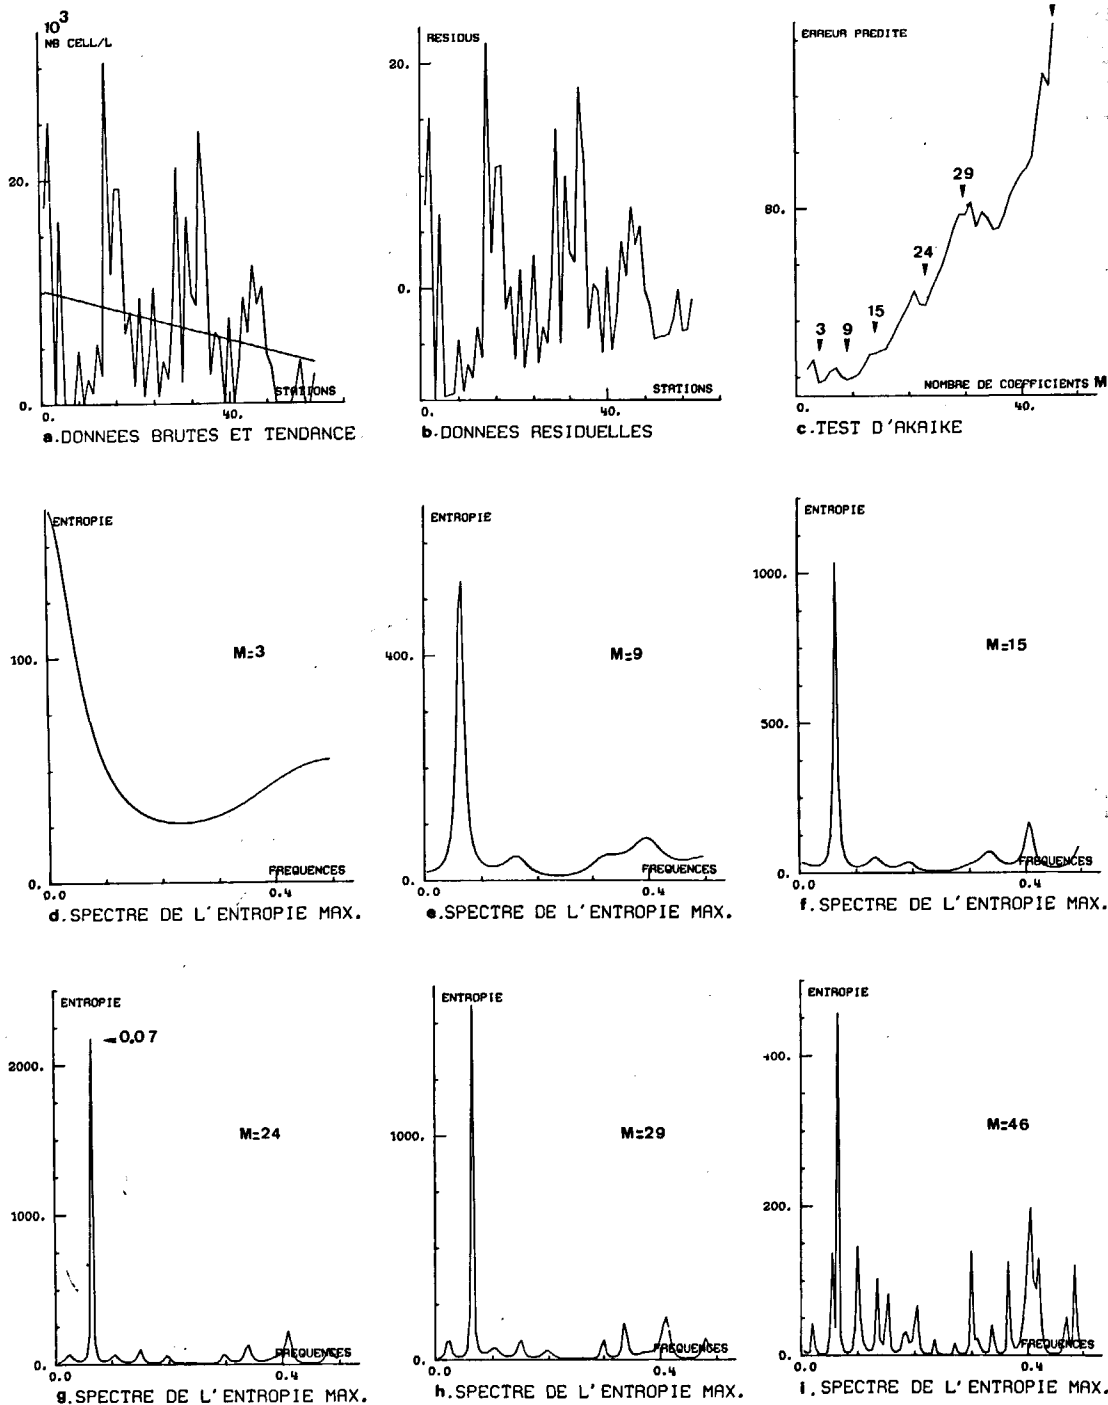 10³
NB CELL/L
20.
0.
0.
40.
STATIONS
a.DONNEES BRUTES ET TENDANCE
RESIDUS
20.
0.
0.
40.
STATIONS
b.DONNEES RESIDUELLES
ERREUR PREDITE
80.
3
9
15
24
29
NOMBRE DE COEFFICIENTS M
0.
40.
c.TEST D'AKAIKE
ENTROPIE
100.
0.
M=3
FREQUENCES
0.0
0.4
d.SPECTRE DE L'ENTROPIE MAX.
ENTROPIE
400.
0.
M=9
FREQUENCES
0.0
0.4
e.SPECTRE DE L'ENTROPIE MAX.
ENTROPIE
1000.
500.
0.
M=15
FREQUENCES
0.0
0.4
f.SPECTRE DE L'ENTROPIE MAX.
ENTROPIE
0,07
2000.
1000.
0.
M=24
FREQUENCES
0.0
0.4
g.SPECTRE DE L'ENTROPIE MAX.
ENTROPIE
1000.
0.
M=29
FREQUENCES
0.0
0.4
h.SPECTRE DE L'ENTROPIE MAX.
ENTROPIE
400.
200.
0.
M=46
FREQUENCES
0.0
0.4
i.SPECTRE DE L'ENTROPIE MAX.